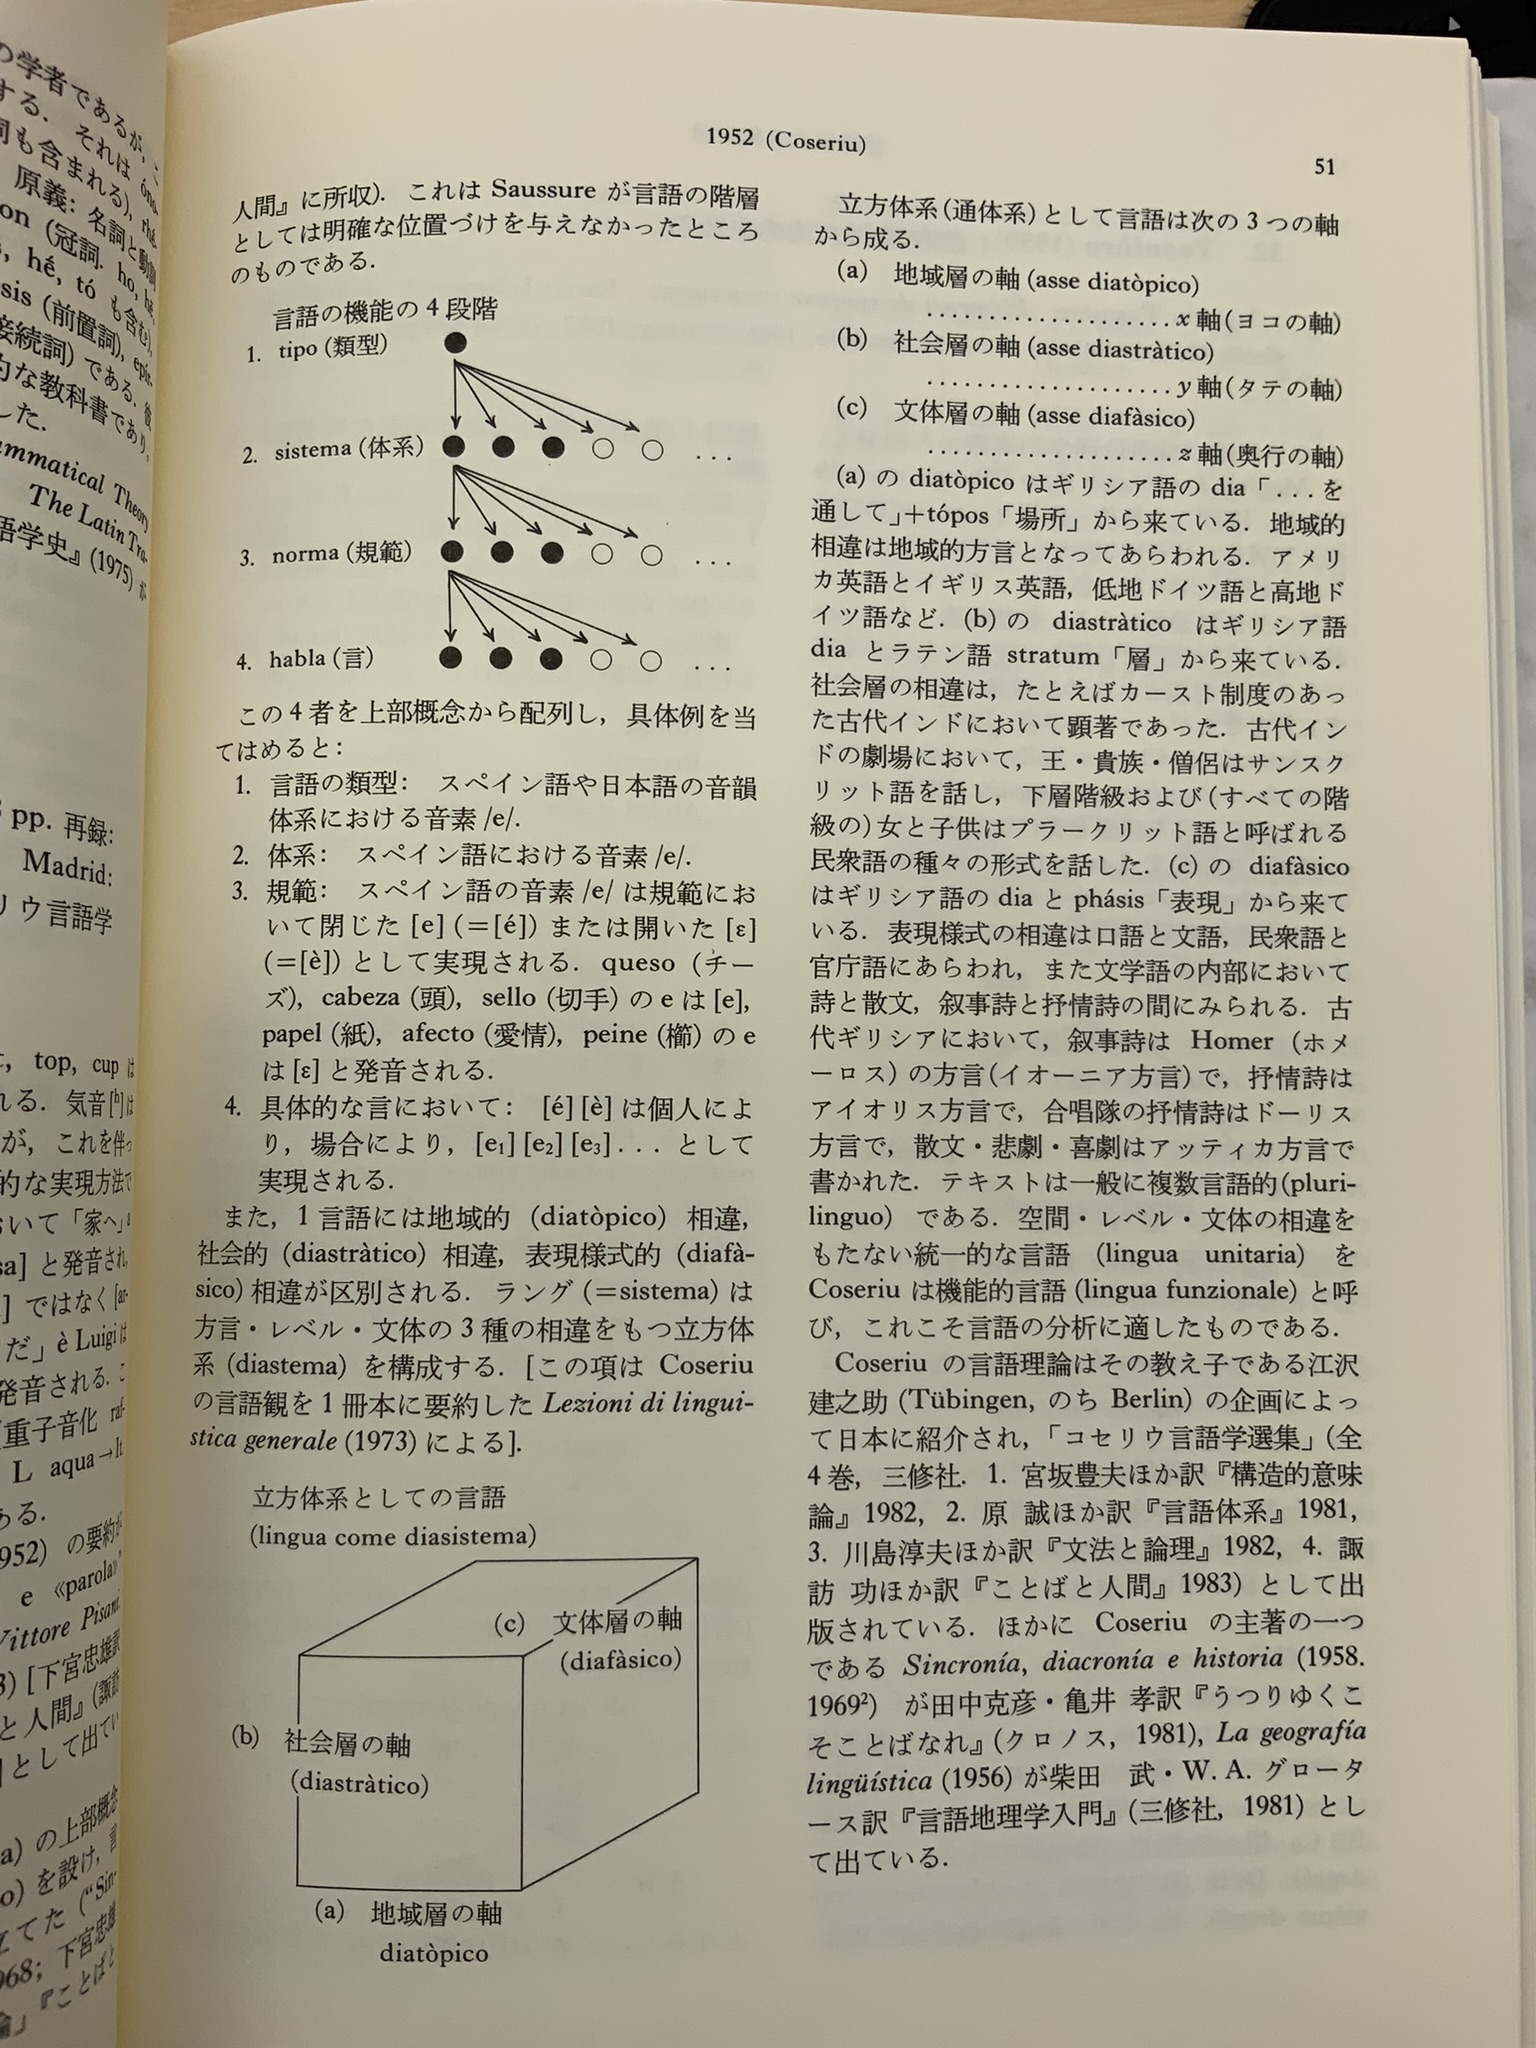 1952 (Coseriu)
51
人間』に所収). これは Saussure が言語の階層
としては明確な位置づけを与えなかったところ
のものである.
言語の機能の 4 段階
1. tipo (類型)
2. sistema (体系) ...
3. norma (規範) ...
4. habla (言) ...
この 4 者を上部概念から配列し, 具体例を当
てはめると:
1. 言語の類型: スペイン語や日本語の音韻
体系における音素 /e/.
2. 体系: スペイン語における音素 /e/.
3. 規範: スペイン語の音素 /e/ は規範にお
いて閉じた [e] (=[é]) または開いた [ε]
(=[è]) として実現される. queso (チー
ズ), cabeza (頭), sello (切手) の e は [e],
papel (紙), afecto (愛情), peine (櫛) の e
は [ε] と発音される.
4. 具体的な言において: [é] [è] は個人によ
り, 場合により, [e₁] [e₂] [e₃]... として
実現される.
また, 1 言語には地域的 (diatòpico) 相違,
社会的 (diastràtico) 相違, 表現様式的 (diafà-
sico) 相違が区別される. ラング (=sistema) は
方言・レベル・文体の 3 種の相違をもつ立方体
系 (diastema) を構成する. [この項は Coseriu
の言語観を 1 冊本に要約した Lezioni di lingui-
stica generale (1973) による].
立方体系としての言語
(lingua come diasistema)
(c) 文体層の軸
(diafàsico)
(b) 社会層の軸
(diastràtico)
(a) 地域層の軸
diatòpico
立方体系 (通体系) として言語は次の 3 つの軸
から成る.
(a) 地域層の軸 (asse diatòpico)
....................x 軸(ヨコの軸)
(b) 社会層の軸 (asse diastràtico)
....................y 軸(タテの軸)
(c) 文体層の軸 (asse diafàsico)
....................z 軸(奥行の軸)
(a) の diatòpico はギリシア語の dia「...を
通して」+tópos「場所」から来ている. 地域的
相違は地域的方言となってあらわれる. アメリ
カ英語とイギリス英語, 低地ドイツ語と高地ド
イツ語など. (b) の diastràtico はギリシア語
dia とラテン語 stratum「層」から来ている.
社会層の相違は, たとえばカースト制度のあっ
た古代インドにおいて顕著であった. 古代イン
ドの劇場において, 王・貴族・僧侶はサンスク
リット語を話し, 下層階級および(すべての階
級の)女と子供はプラークリット語と呼ばれる
民衆語の種々の形式を話した. (c) の diafàsico
はギリシア語の dia と phásis「表現」から来て
いる. 表現様式の相違は口語と文語, 民衆語と
官庁語にあらわれ, また文学語の内部において
詩と散文, 叙事詩と抒情詩の間にみられる. 古
代ギリシアにおいて, 叙事詩は Homer (ホメ
ーロス) の方言(イオーニア方言)で, 抒情詩は
アイオリス方言で, 合唱隊の抒情詩はドーリス
方言で, 散文・悲劇・喜劇はアッティカ方言で
書かれた. テキストは一般に複数言語的 (pluri-
linguo) である. 空間・レベル・文体の相違を
もたない統一的な言語 (lingua unitaria) を
Coseriu は機能的言語 (lingua funzionale) と呼
び, これこそ言語の分析に適したものである.
Coseriu の言語理論はその教え子である江沢
建之助 (Tübingen, のち Berlin) の企画によっ
て日本に紹介され,「コセリウ言語学選集」(全
4 巻, 三修社. 1. 宮坂豊夫ほか訳『構造的意味
論』1982, 2. 原 誠ほか訳『言語体系』1981,
3. 川島淳夫ほか訳『文法と論理』1982, 4. 諏
訪 功ほか訳『ことばと人間』1983) として出
版されている. ほかに Coseriu の主著の一つ
である Sincronía, diacronía e historia (1958.
1969²) が田中克彦・亀井 孝訳『うつりゆくこ
そことばなれ』(クロノス, 1981), La geografía
lingüística (1956) が柴田 武・W. A. グロータ
ース訳『言語地理学入門』(三修社, 1981) とし
て出ている.